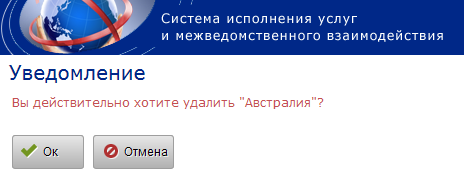 Система исполнения услуг
и межведомственного взаимодействия
Уведомление
Вы действительно хотите удалить "Австралия"?
Ок
Отмена